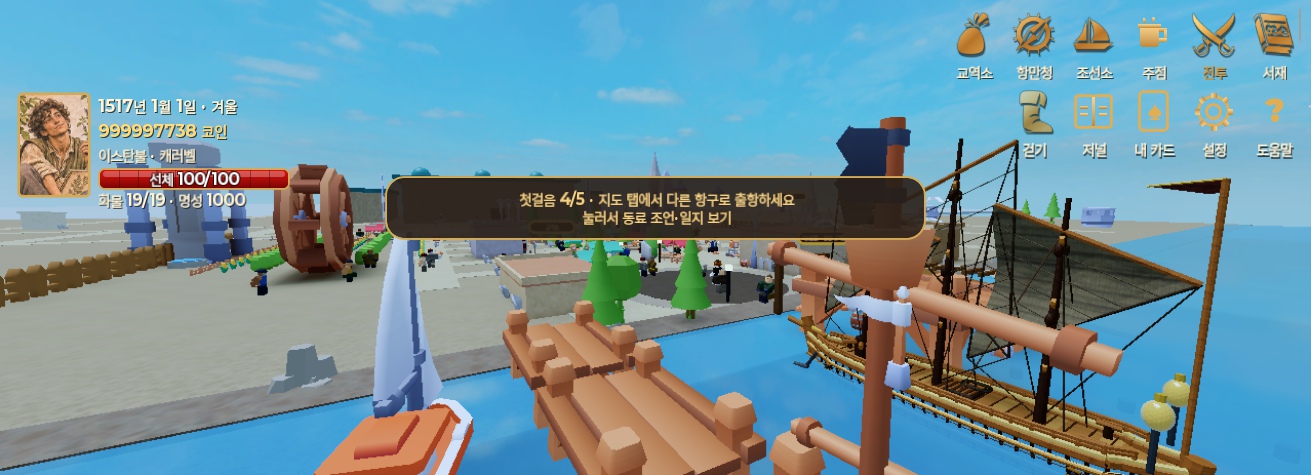 교역소
항만청
조선소
주점
전투
서재
걷기
저널
내 카드
설정
도움말
1517년 1월 1일 · 겨울
999997738 코인
이스탄불 · 캐러벨
선체 100/100
화물 19/19 · 명성 1000
첫걸음 4/5 · 지도 탭에서 다른 항구로 출항하세요
눌러서 동료 조언·일지 보기